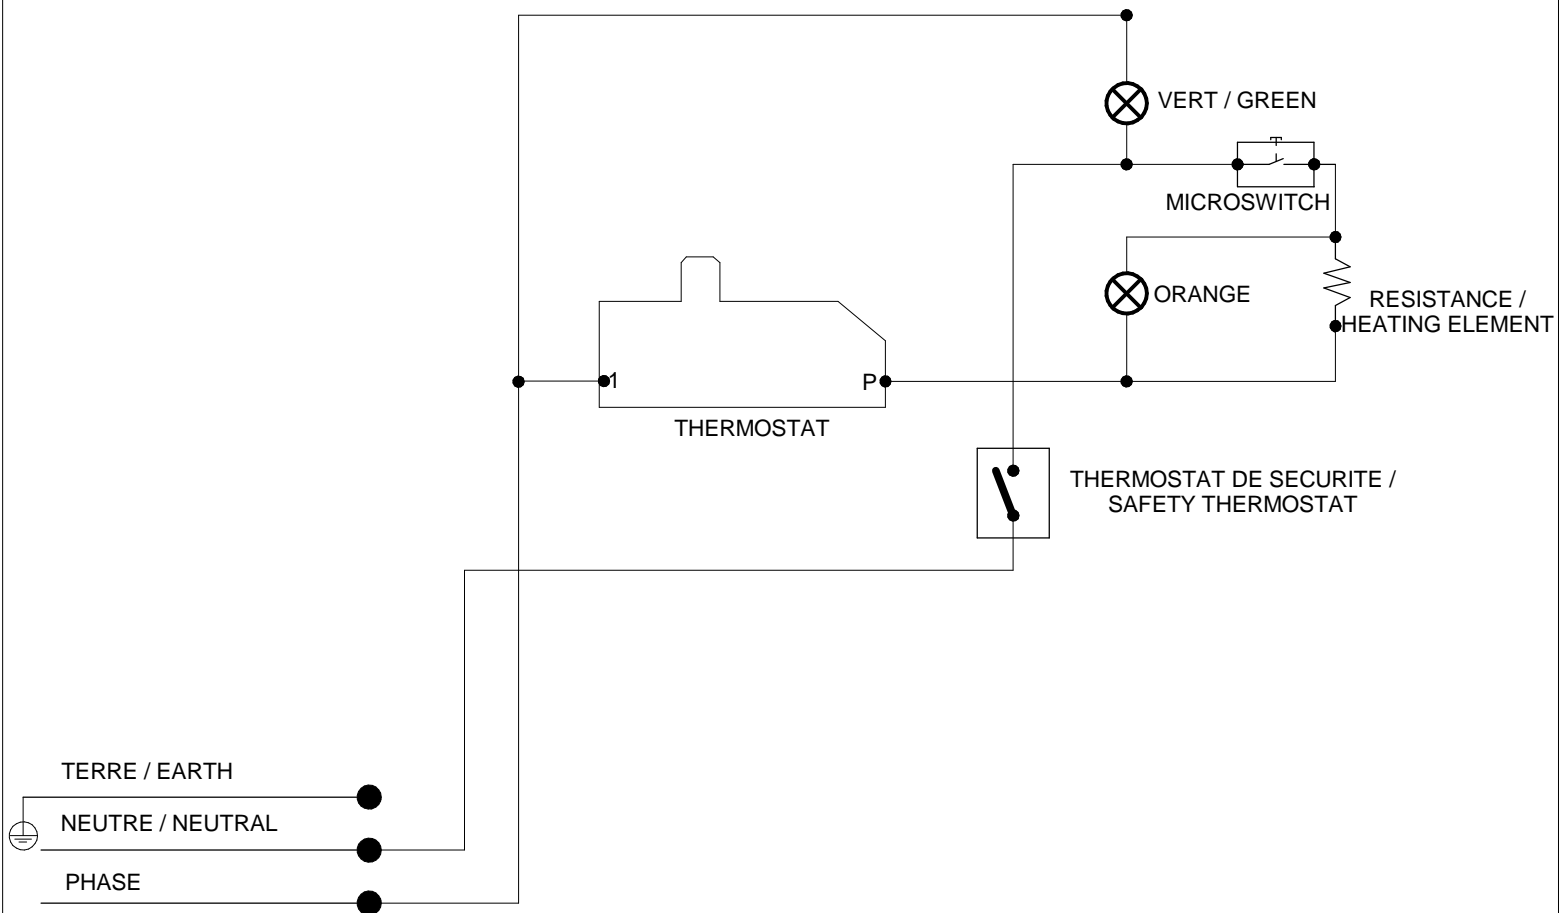 VERT / GREEN
MICROSWITCH
ORANGE
RESISTANCE /
HEATING ELEMENT
1
P
THERMOSTAT
THERMOSTAT DE SECURITE /
SAFETY THERMOSTAT
TERRE / EARTH
NEUTRE / NEUTRAL
PHASE